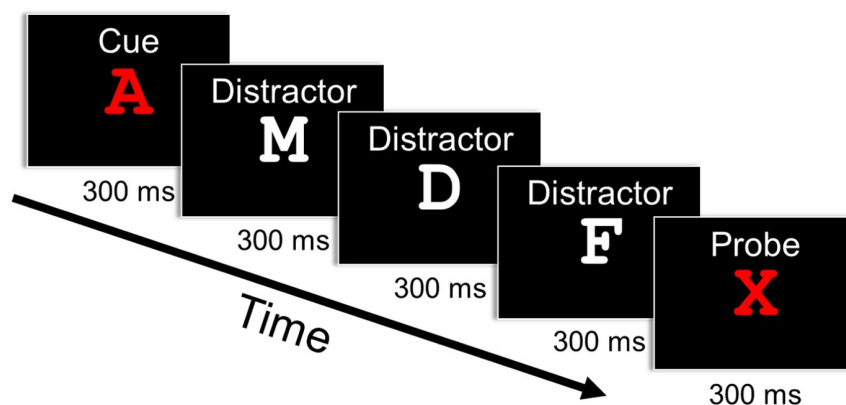 Cue
A
300 ms
Distractor
M
300 ms
Distractor
D
300 ms
Distractor
F
300 ms
Probe
X
300 ms
Time